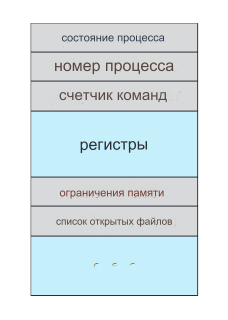 состояние процесса
номер процесса
счетчик команд
регистры
ограничения памяти
список открытых файлов